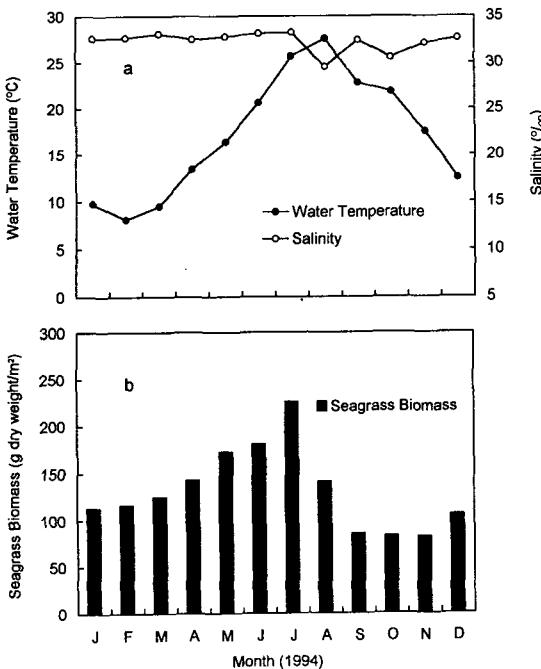 30
25
20
15
10
5
0
Water Temperature (°C)
a
Water Temperature
Salinity
35
30
25
20
15
10
5
Salinity (°/∞)
300
250
200
150
100
50
0
Seagrass Biomass (g dry weight/m²)
b
Seagrass Biomass
J F M A M J J A S O N D
Month (1994)